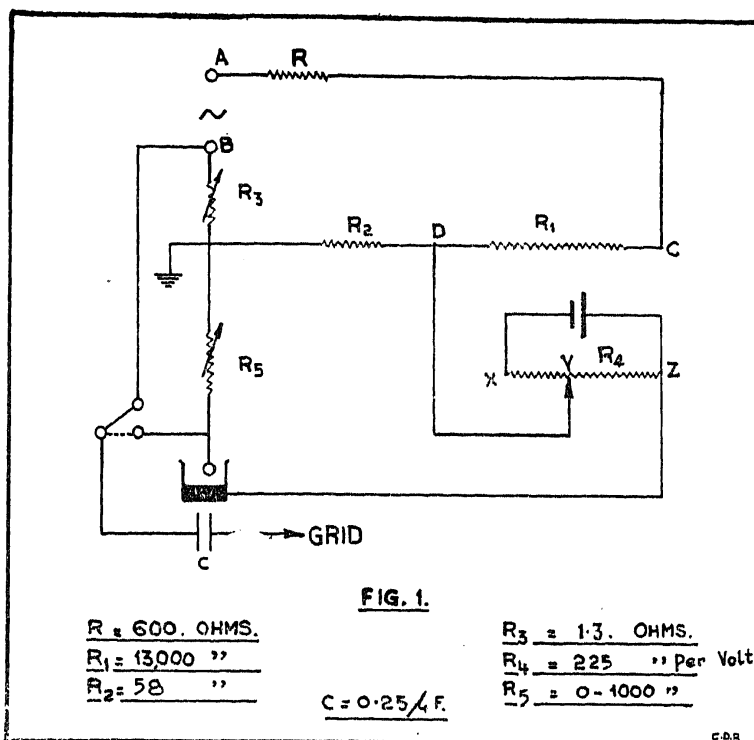 A
R
~
B
R3
R2
D
R1
C
R5
X
Y
R4
Z
C
GRID
FIG. 1.
R = 600. OHMS.
R1 = 13,000 ”
R2 = 58 ”
C = 0·25 μF.
R3 = 1·3. OHMS.
R4 = 225 ” Per Volt
R5 = 0-1000 ”